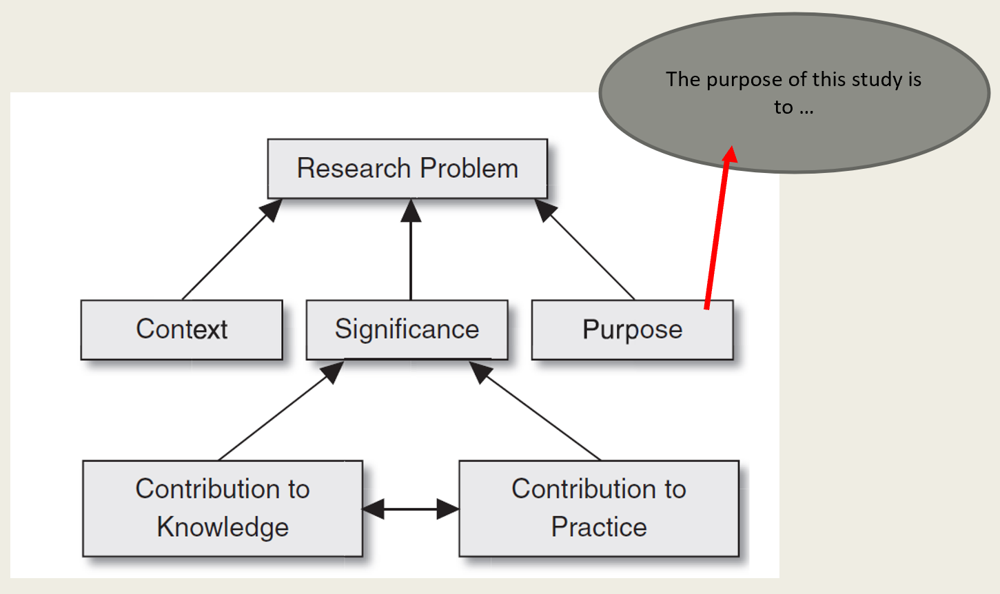 The purpose of this study is
to ...
Research Problem
Context
Significance
Purpose
Contribution to
Knowledge
Contribution to
Practice